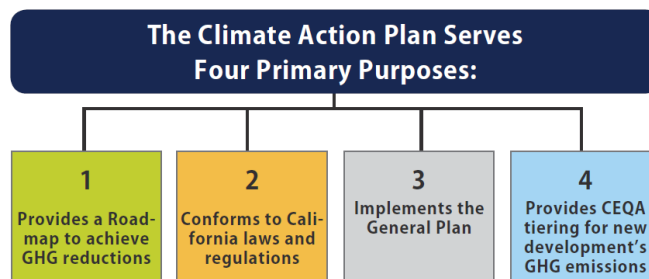 The Climate Action Plan Serves
Four Primary Purposes:
1
Provides a Road-
map to achieve
GHG reductions
2
Conforms to Cali-
fornia laws and
regulations
3
Implements the
General Plan
4
Provides CEQA
tiering for new
development's
GHG emissions